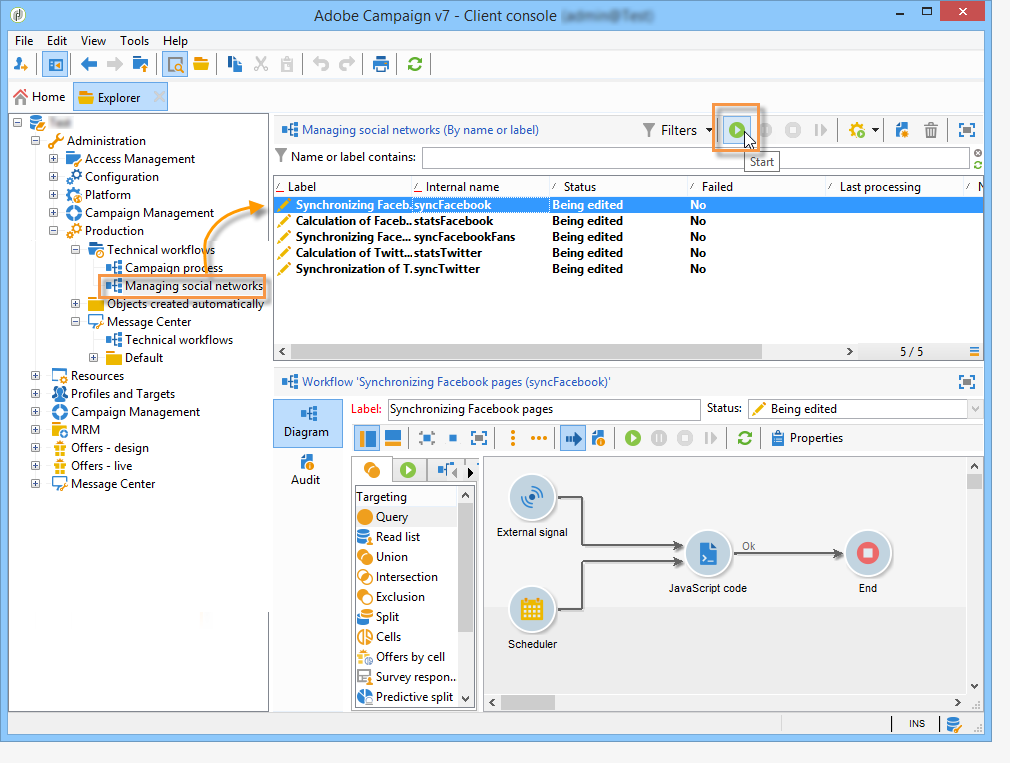 Adobe Campaign v7 - Client console
File Edit View Tools Help
Home Explorer
Administration
Access Management
Configuration
Platform
Campaign Management
Production
Technical workflows
Campaign process
Managing social networks
Objects created automatically
Message Center
Technical workflows
Default
Resources
Profiles and Targets
Campaign Management
MRM
Offers - design
Offers - live
Message Center
Managing social networks (By name or label) Filters
Start
Name or label contains:
Label Internal name Status Failed Last processing N
Synchronizing Faceb.. syncFacebook Being edited No
Calculation of Faceb.. statsFacebook Being edited No
Synchronizing Face... syncFacebookFans Being edited No
Calculation of Twitt... statsTwitter Being edited No
Synchronization of T. syncTwitter Being edited No
5 / 5
Workflow 'Synchronizing Facebook pages (syncFacebook)'
Diagram
Audit
Label: Synchronizing Facebook pages Status: Being edited
Properties
Targeting
Query
Read list
Union
Intersection
Exclusion
Split
Cells
Offers by cell
Survey respon..
Predictive split
External signal
Scheduler
JavaScript code
Ok
End
INS